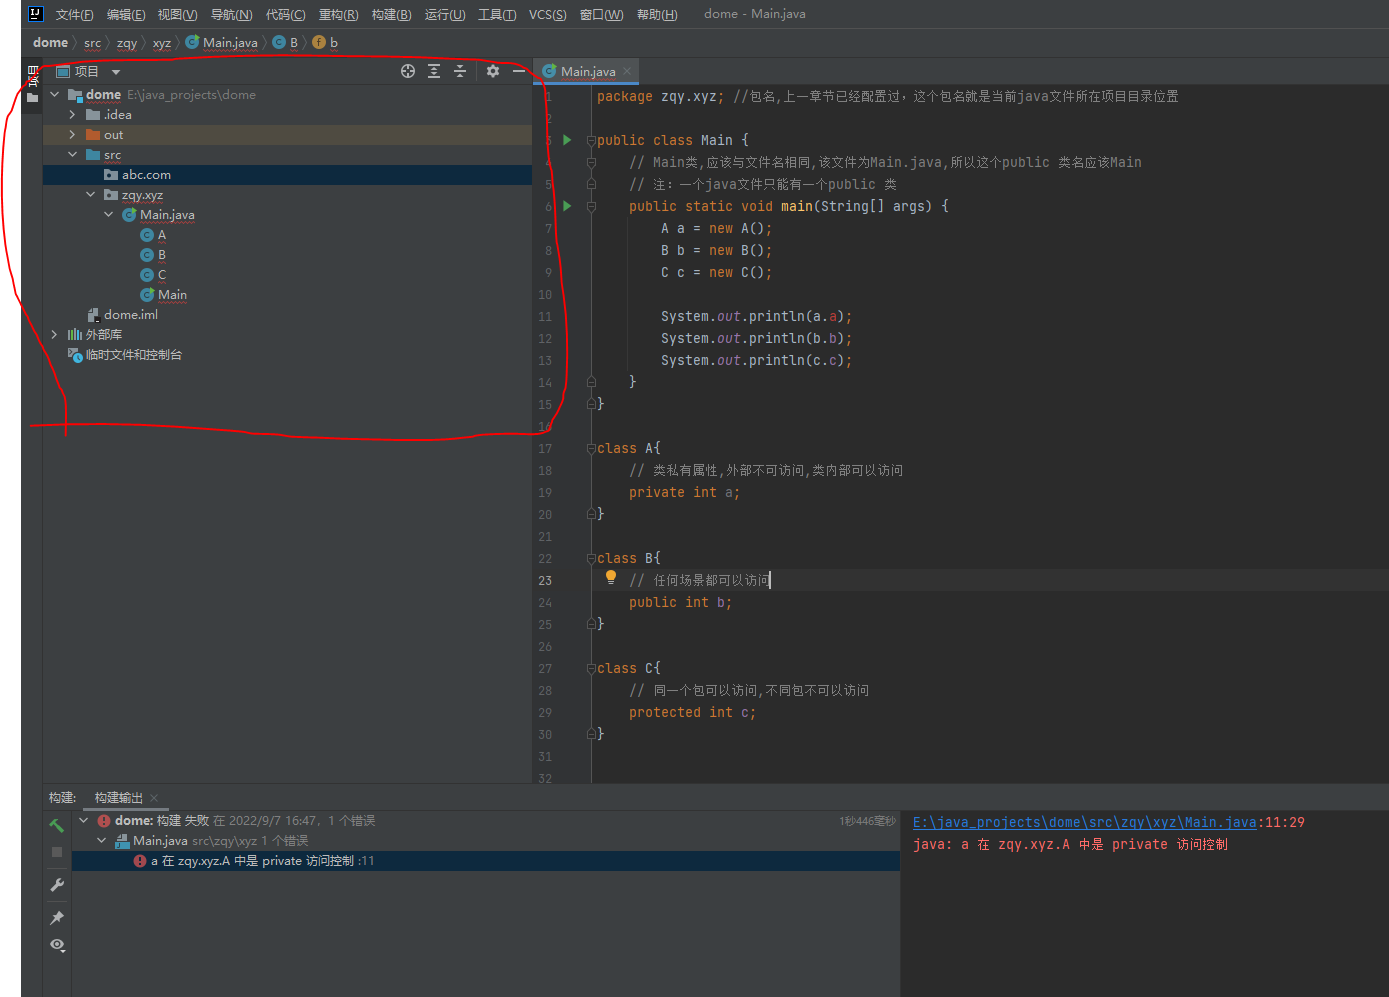 文件(F) 编辑(E) 视图(V) 导航(N) 代码(C) 重构(R) 构建(B) 运行(U) 工具(T) VCS(S) 窗口(W) 帮助(H) dome - Main.java
dome src zqy xyz Main.java B b
项目
项目
Main.java
dome E:\java_projects\dome
.idea
out
src
abc.com
zqy.xyz
Main.java
A
B
C
Main
dome.iml
外部库
临时文件和控制台
1 package zqy.xyz; //包名,上一章节已经配置过，这个包名就是当前java文件所在项目目录位置
2
3 public class Main {
4 // Main类,应该与文件名相同,该文件为Main.java,所以这个public 类名应该Main
5 // 注：一个java文件只能有一个public 类
6 public static void main(String[] args) {
7 A a = new A();
8 B b = new B();
9 C c = new C();
10
11 System.out.println(a.a);
12 System.out.println(b.b);
13 System.out.println(c.c);
14 }
15 }
16
17 class A{
18 // 类私有属性,外部不可访问,类内部可以访问
19 private int a;
20 }
21
22 class B{
23 // 任何场景都可以访问
24 public int b;
25 }
26
27 class C{
28 // 同一个包可以访问,不同包不可以访问
29 protected int c;
30 }
31
32
构建: 构建输出
dome: 构建 失败 在 2022/9/7 16:47，1 个错误 1秒446毫秒
Main.java src\zqy\xyz 1 个错误
a 在 zqy.xyz.A 中是 private 访问控制 :11
E:\java_projects\dome\src\zqy\xyz\Main.java:11:29
java: a 在 zqy.xyz.A 中是 private 访问控制